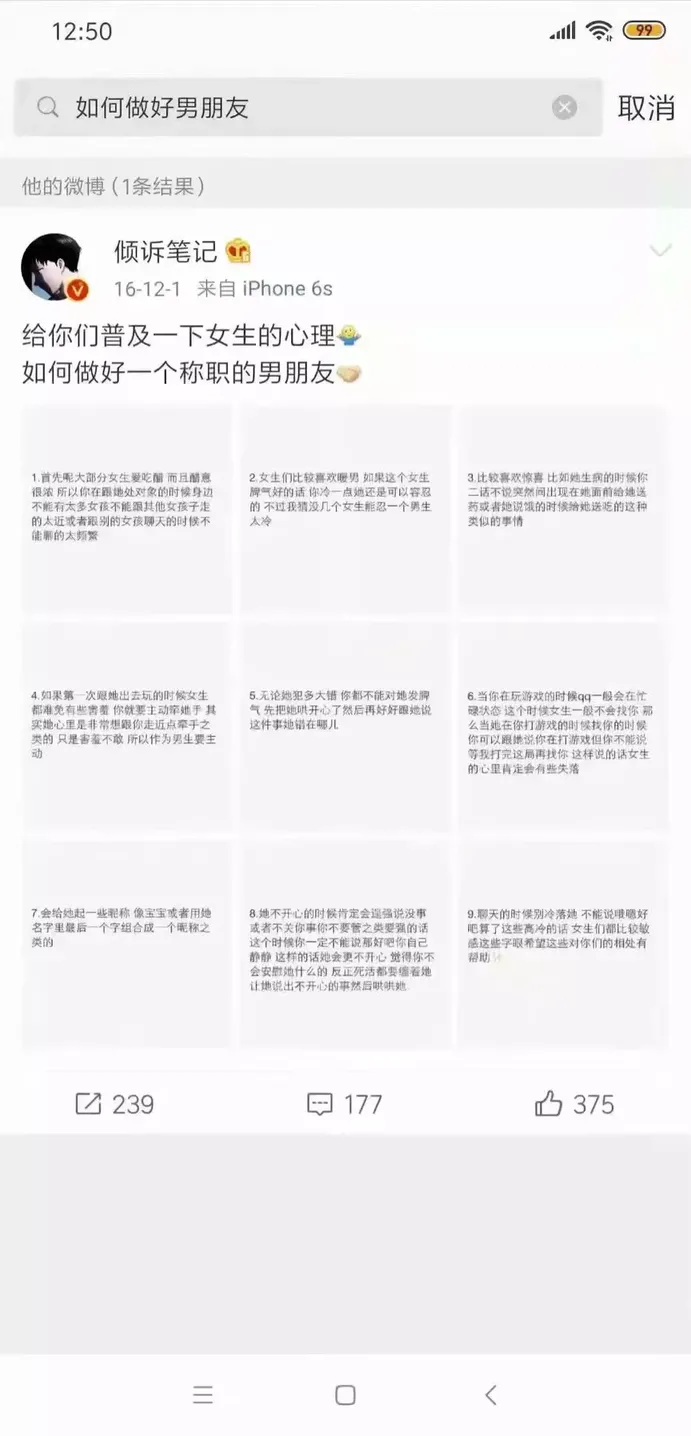 12:50
99
如何做好男朋友
取消
他的微博（1条结果）
倾诉笔记
16-12-1 来自 iPhone 6s
给你们普及一下女生的心理🤷‍♂️
如何做好一个称职的男朋友🤝
1.首先呢大部分女生爱吃醋 而且醋意
很浓 所以你在跟她处对象的时候身边
不能有太多女孩不能跟其他女孩子走
的太近或者跟别的女孩聊天的时候不
能聊的太频繁
2.女生们比较喜欢暖男 如果这个女生
脾气好的话 你冷一点她还是可以容忍
的 不过我猜没几个女生能忍一个男生
太冷
3.比较喜欢惊喜 比如她生病的时候你
二话不说突然间出现在她面前给她送
药或者她说饿的时候给她送吃的这种
类似的事情
4.如果第一次跟她出去玩的时候女生
都难免有些害羞 你就要主动牵她手 其
实她心里是非常想跟你走近点牵手之
类的 只是害羞不敢 所以作为男生要主
动
5.无论她犯多大错 你都不能对她发脾
气 先把她哄开心了然后再好好跟她说
这件事她错在哪儿
6.当你在玩游戏的时候qq一般会在忙
碌状态 这个时候女生一般不会找你 那
么当她在你打游戏的时候找你的时候
你可以跟她说你在打游戏但你不能说
等我打完这局再找你 这样说的话女生
的心里肯定会有些失落
7.会给她起一些昵称 像宝宝或者用她
名字里最后一个字组合成一个昵称之
类的
8.她不开心的时候肯定会逞强说没事
或者不关你事你不要管之类要强的话
这个时候你一定不能说那好吧你自己
静静 这样的话她会更不开心 觉得你不
会安慰她什么的 反正死活都要缠着她
让她说出不开心的事然后哄哄她
9.聊天的时候别冷落她 不能说哦嗯好
吧算了这些高冷的话 女生们都比较敏
感这些字眼希望这些对你们的相处有
帮助
239
177
375